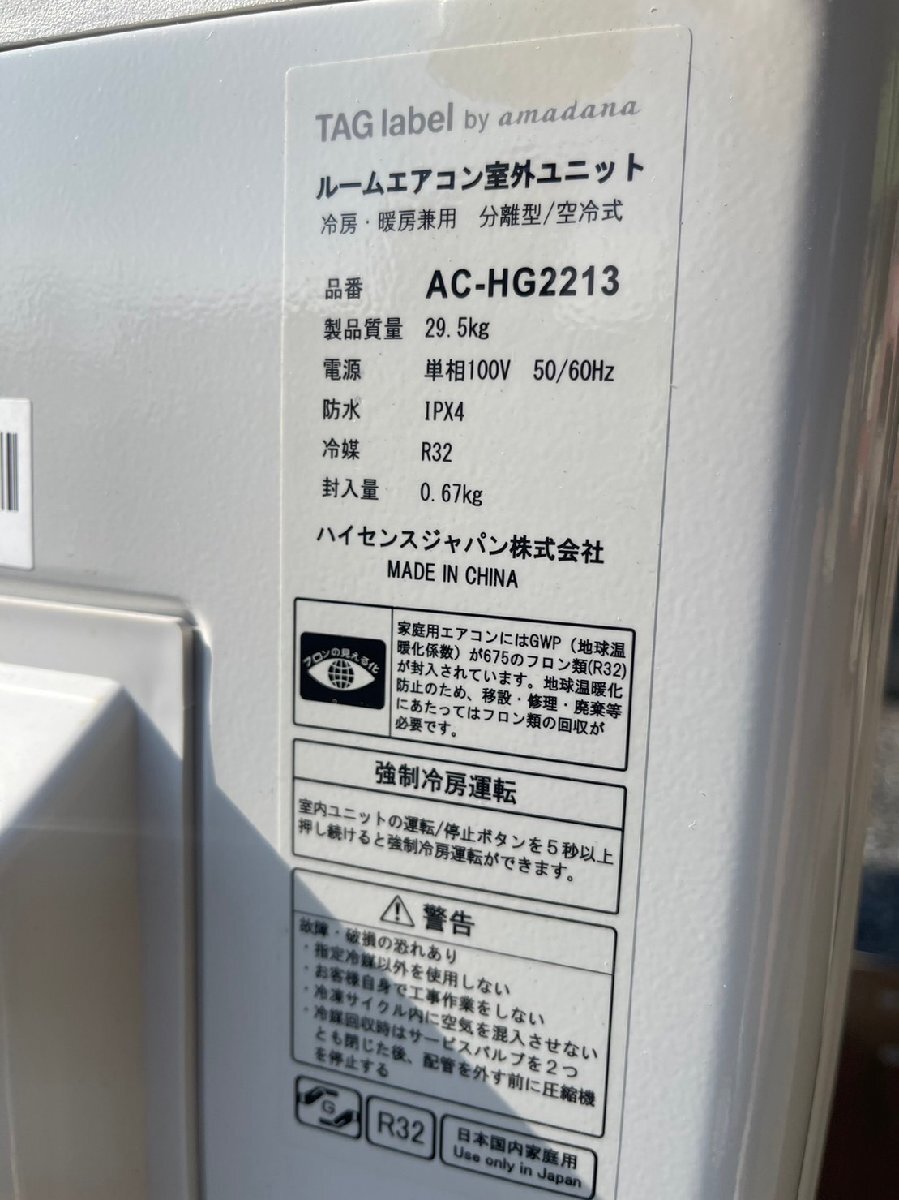 TAG label by amadana
ルームエアコン室外ユニット
冷房・暖房兼用 分離型/空冷式
品番 AC-HG2213
製品質量 29.5kg
電源 単相100V 50/60Hz
防水 IPX4
冷媒 R32
封入量 0.67kg
ハイセンスジャパン株式会社
MADE IN CHINA
フロンの見える化
家庭用エアコンにはGWP（地球温
暖化係数）が675のフロン類(R32)
が封入されています。地球温暖化
防止のため、移設・修理・廃棄等
にあたってはフロン類の回収が
必要です。
強制冷房運転
室内ユニットの運転/停止ボタンを５秒以上
押し続けると強制冷房運転ができます。
警告
故障・破損の恐れあり
・指定冷媒以外を使用しない
・お客様自身で工事作業をしない
・冷凍サイクル内に空気を混入させない
・冷媒回収時はサービスバルブを２つ
とも閉じた後、配管を外す前に圧縮機
を停止する
G
R32
日本国内家庭用
Use only in Japan